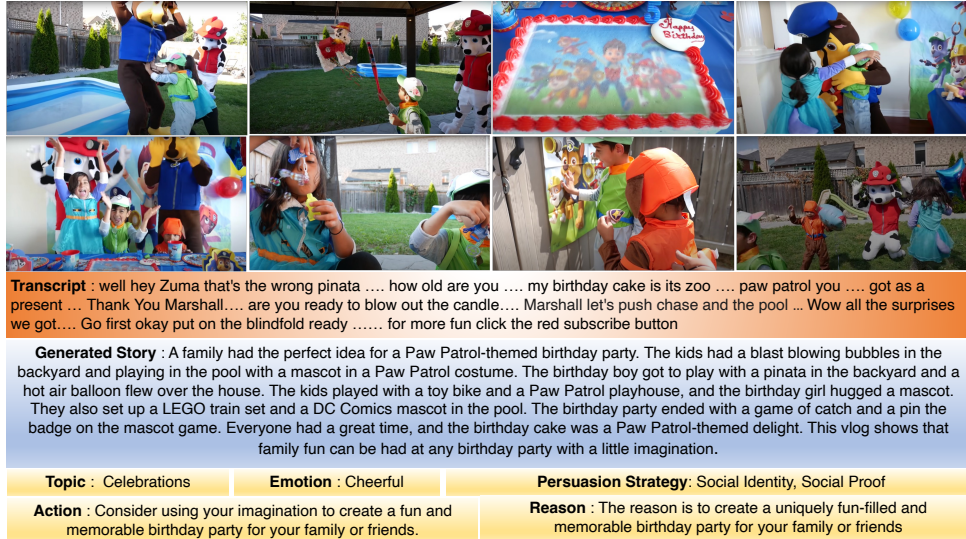 Happy
Birthday
Transcript : well hey Zuma that's the wrong pinata .... how old are you .... my birthday cake is its zoo .... paw patrol you .... got as a
present ... Thank You Marshall.... are you ready to blow out the candle.... Marshall let's push chase and the pool ... Wow all the surprises
we got.... Go first okay put on the blindfold ready ...... for more fun click the red subscribe button
Generated Story : A family had the perfect idea for a Paw Patrol-themed birthday party. The kids had a blast blowing bubbles in the
backyard and playing in the pool with a mascot in a Paw Patrol costume. The birthday boy got to play with a pinata in the backyard and a
hot air balloon flew over the house. The kids played with a toy bike and a Paw Patrol playhouse, and the birthday girl hugged a mascot.
They also set up a LEGO train set and a DC Comics mascot in the pool. The birthday party ended with a game of catch and a pin the
badge on the mascot game. Everyone had a great time, and the birthday cake was a Paw Patrol-themed delight. This vlog shows that
family fun can be had at any birthday party with a little imagination.
Topic : Celebrations
Emotion : Cheerful
Persuasion Strategy: Social Identity, Social Proof
Action : Consider using your imagination to create a fun and
memorable birthday party for your family or friends.
Reason : The reason is to create a uniquely fun-filled and
memorable birthday party for your family or friends